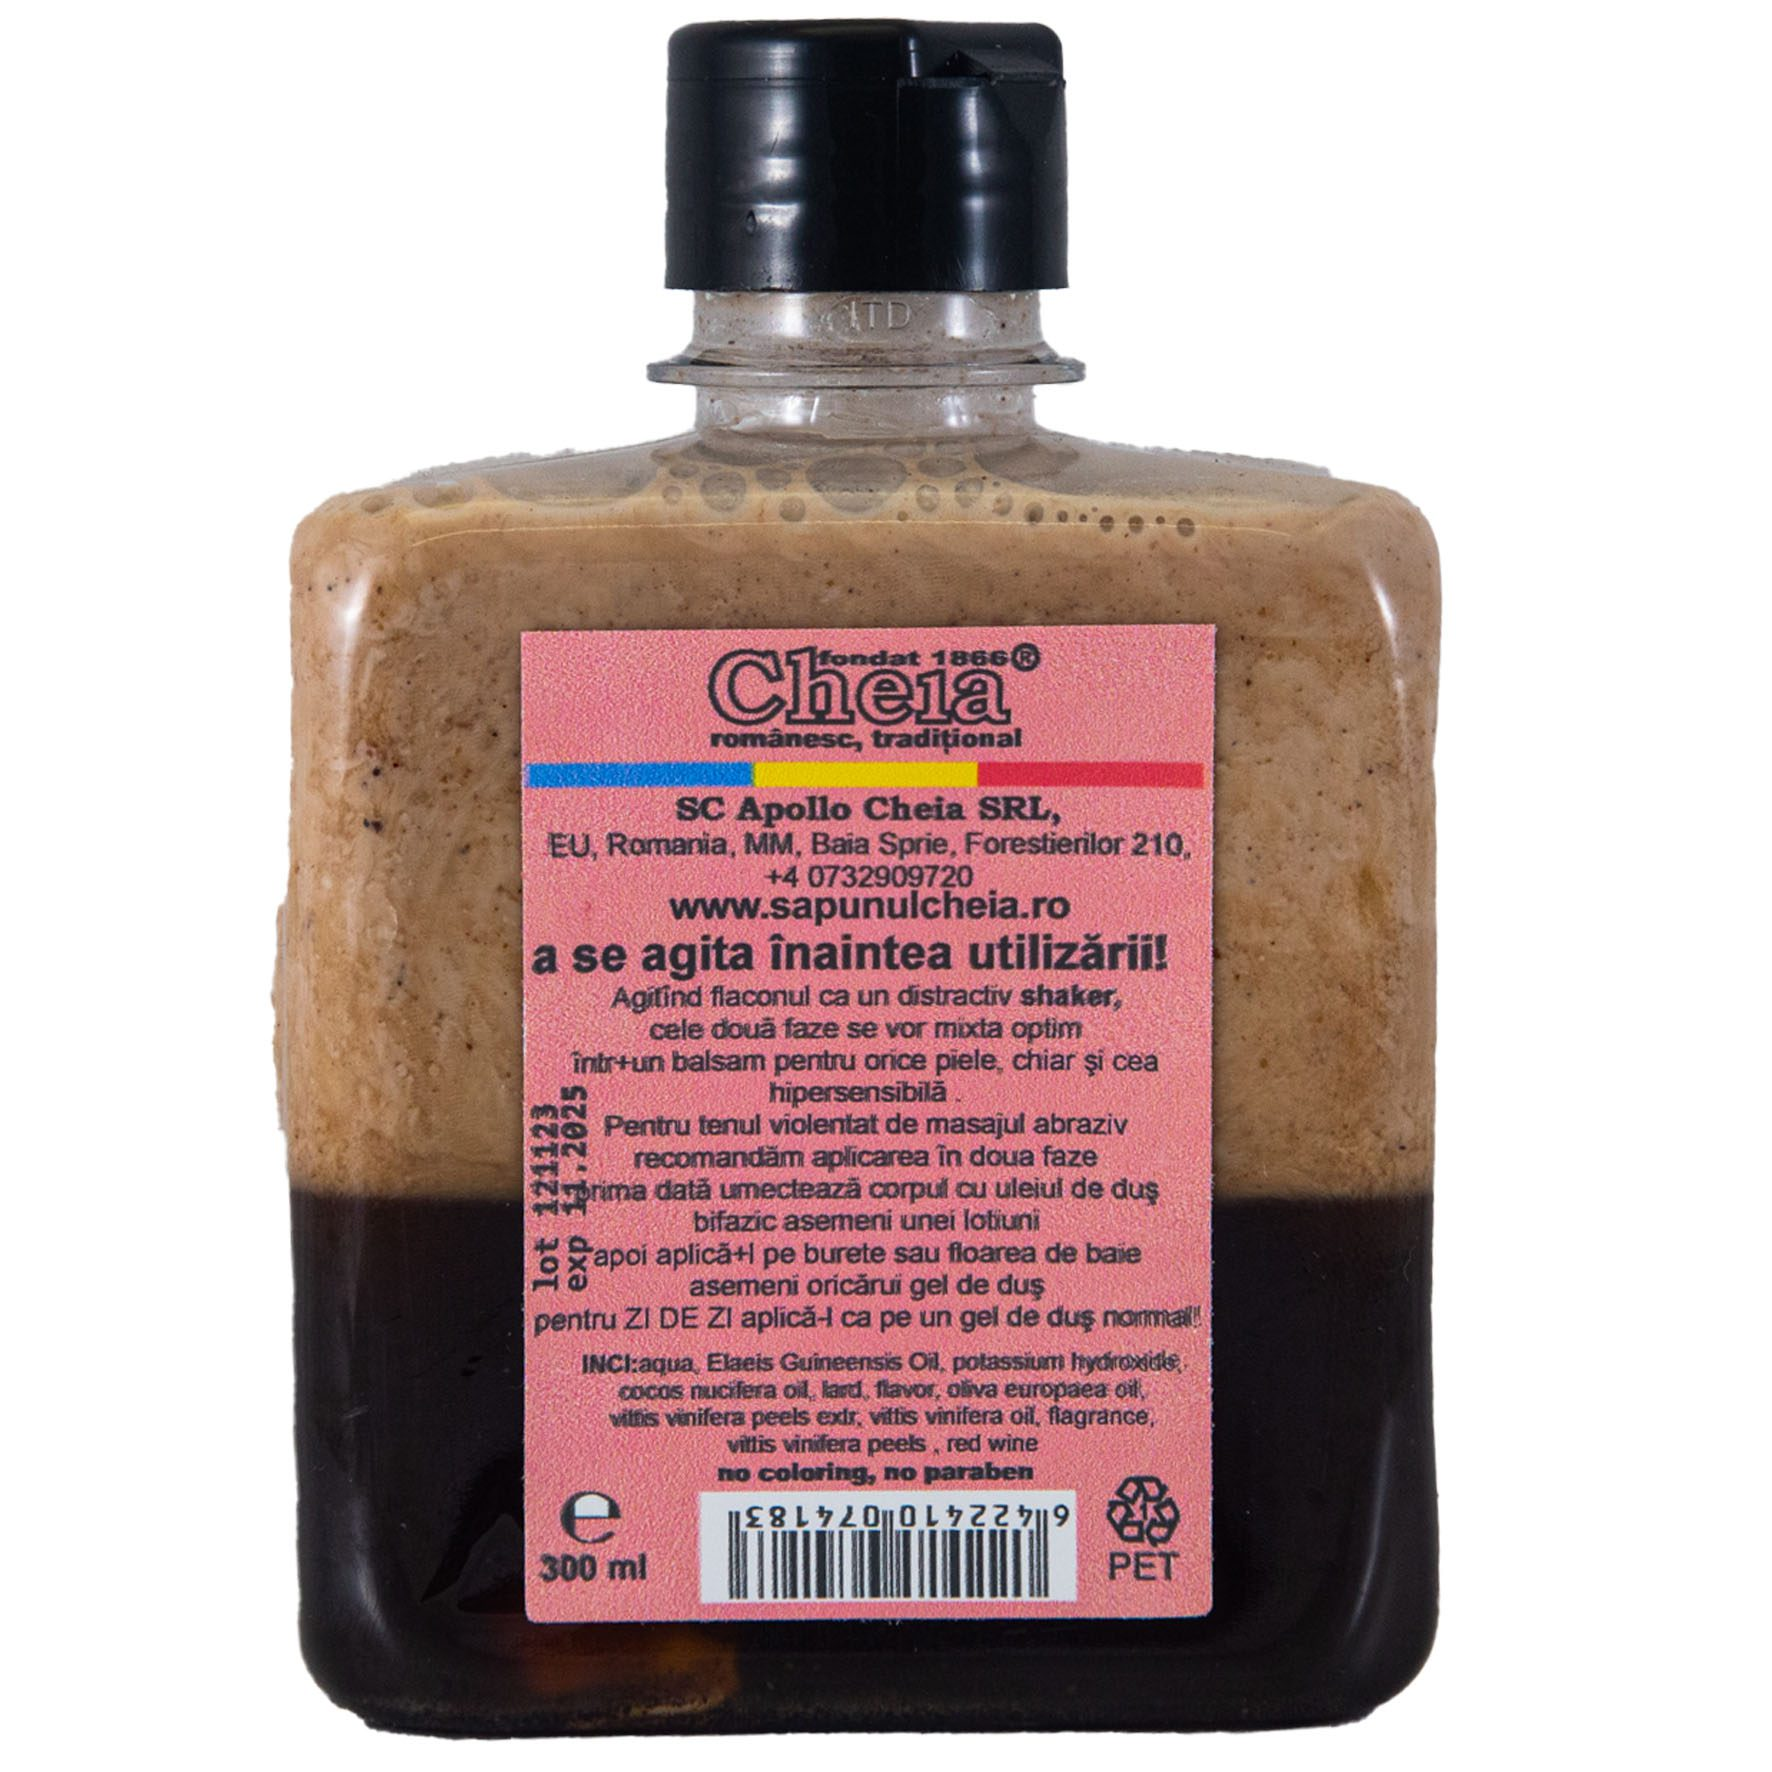 fondat 1866®
Cheia
românesc, tradițional
SC Apollo Cheia SRL,
EU, Romania, MM, Baia Sprie, Forestierilor 210,
+4 0732909720
www.sapunulcheia.ro
a se agita înaintea utilizării!
Agitînd flaconul ca un distractiv shaker,
cele două faze se vor mixta optim
într+un balsam pentru orice piele, chiar şi cea
hipersensibilă .
Pentru tenul violentat de masajul abraziv
recomandăm aplicarea în doua faze
prima dată umectează corpul cu uleiul de duş
bifazic asemeni unei lotiuni
apoi aplică+l pe burete sau floarea de baie
asemeni oricărui gel de duş
pentru ZI DE ZI aplică-l ca pe un gel de duş normal!
lot 121123
exp 11.2025
INCI:aqua, Elaeis Guineensis Oil, potassium hydroxide,
cocos nucifera oil, lard, flavor, oliva europaea oil,
vittis vinifera peels extr, vittis vinifera oil, flagrance,
vittis vinifera peels , red wine
no coloring, no paraben
e
300 ml
6422410074183
1
PET